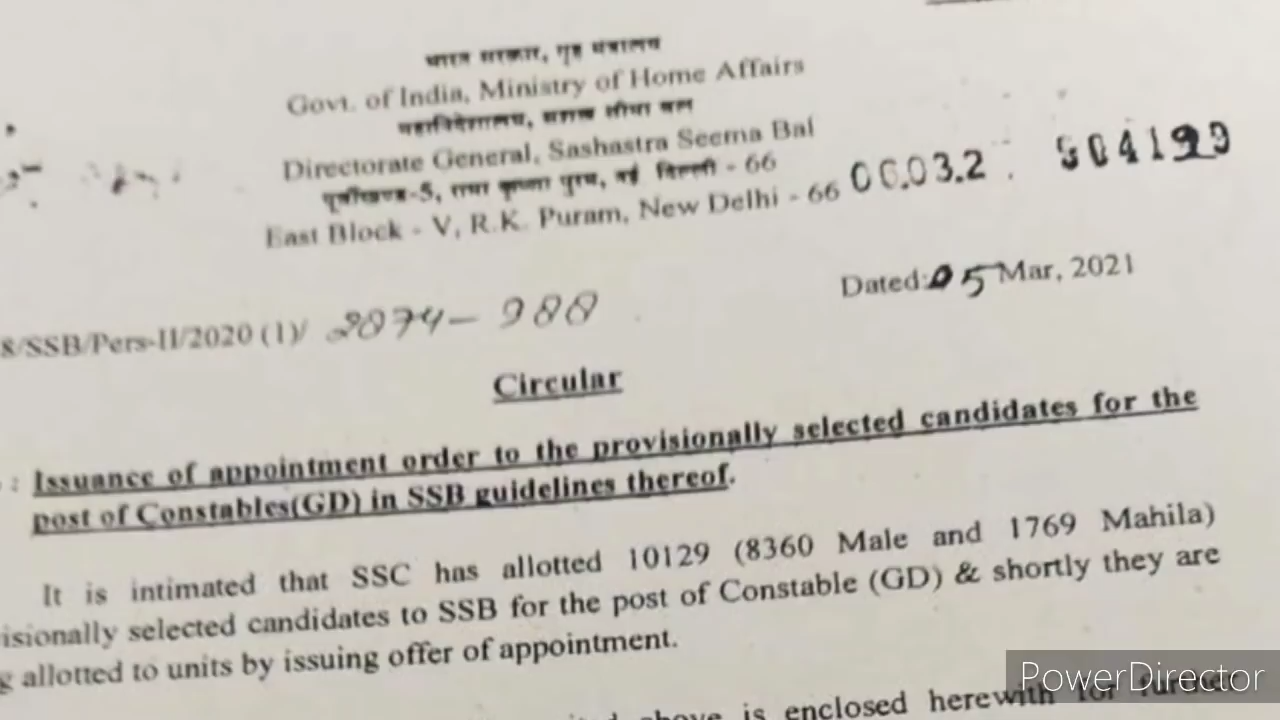 भारत सरकार, गृह मंत्रालय
Govt. of India, Ministry of Home Affairs
महानिदेशालय, सशस्त्र सीमा बल
Directorate General, Sashastra Seema Bal
पूर्वीखण्ड-5, रामा कृष्णा पुरम, नई दिल्ली - 66
East Block - V, R.K. Puram, New Delhi - 66
Dated: 05 Mar, 2021
8/SSB/Pers-II/2020 (1)/ 2874-988
Circular
: Issuance of appointment order to the provisionally selected candidates for the
post of Constables(GD) in SSB guidelines thereof.
It is intimated that SSC has allotted 10129 (8360 Male and 1769 Mahila)
isionally selected candidates to SSB for the post of Constable (GD) & shortly they are
g allotted to units by issuing offer of appointment.
above is enclosed herewith for
PowerDirector